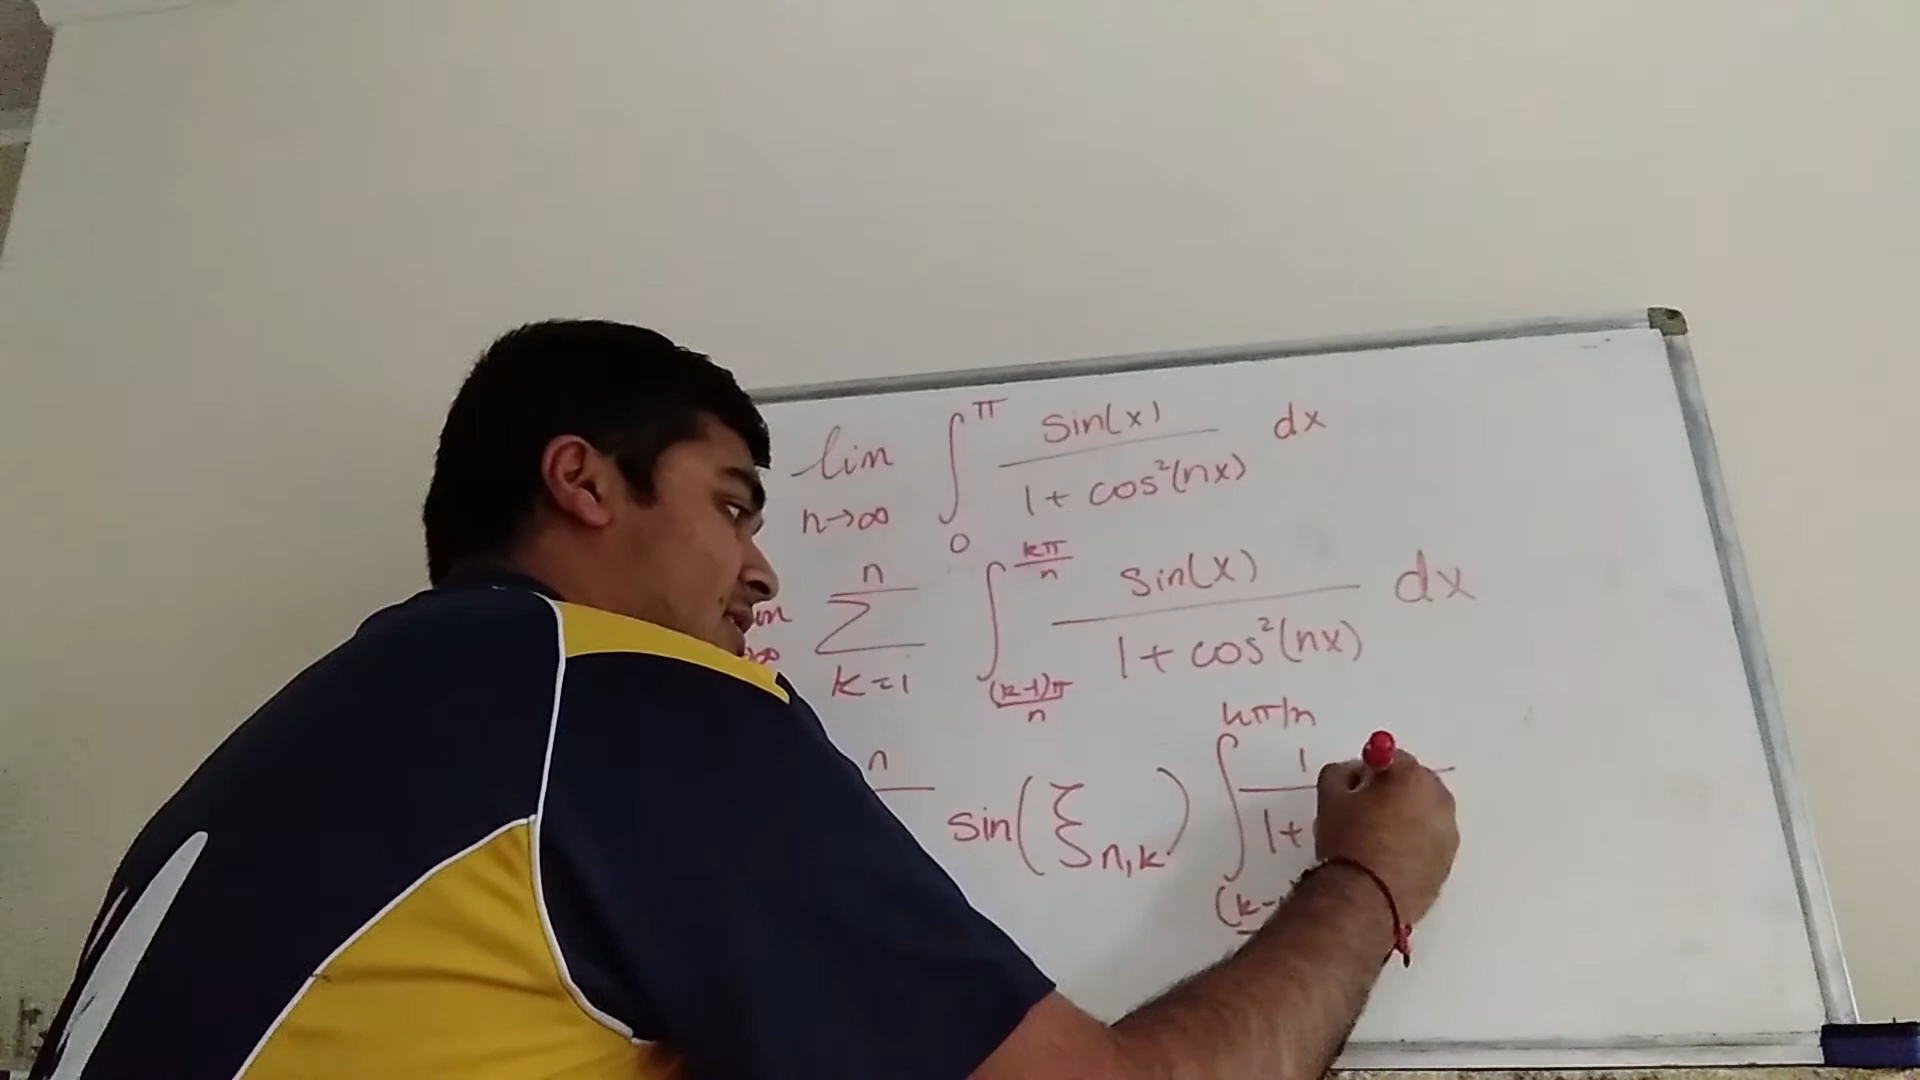 lim n→∞ ∫ 0 π sin(x) / 1 + cos²(nx) dx
n Σ k=1 ∫ (k-1)π/n kπ/n sin(x) / 1 + cos²(nx) dx
n sin(ξ n,k) ∫ kπ/n 1 / 1+